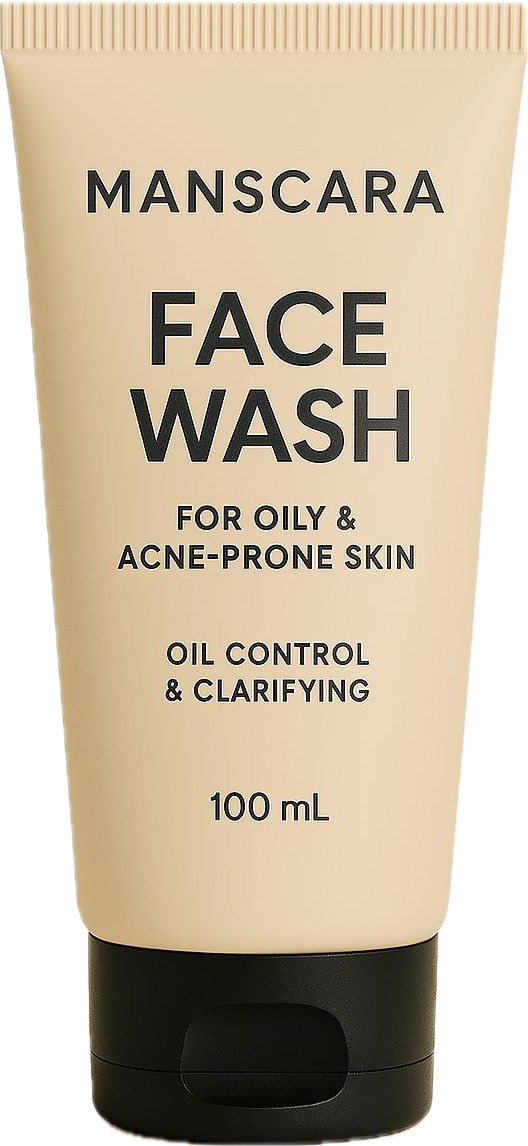 MANSCARA
FACE
WASH
FOR OILY &
ACNE-PRONE SKIN
OIL CONTROL
& CLARIFYING
100 mL